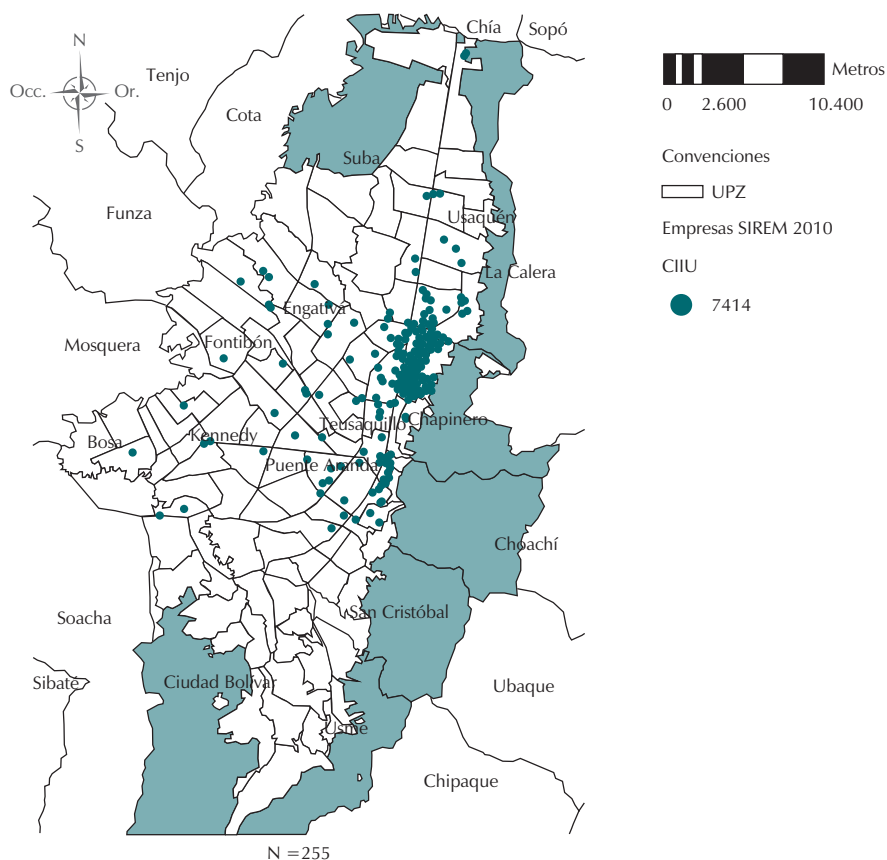 Chía
Sopó
N
Tenjo
Occ.
Or.
Cota
S
Suba
Funza
Usaquén
La Calera
Engativá
Mosquera
Fontibón
Teusaquillo
Chapinero
Bosa
Kennedy
Puente Aranda
Choachí
Soacha
San Cristóbal
Sibaté
Ciudad Bolívar
Ubaque
Usme
Chipaque
N =255
Metros
0 2.600 10.400
Convenciones
UPZ
Empresas SIREM 2010
CIIU
7414